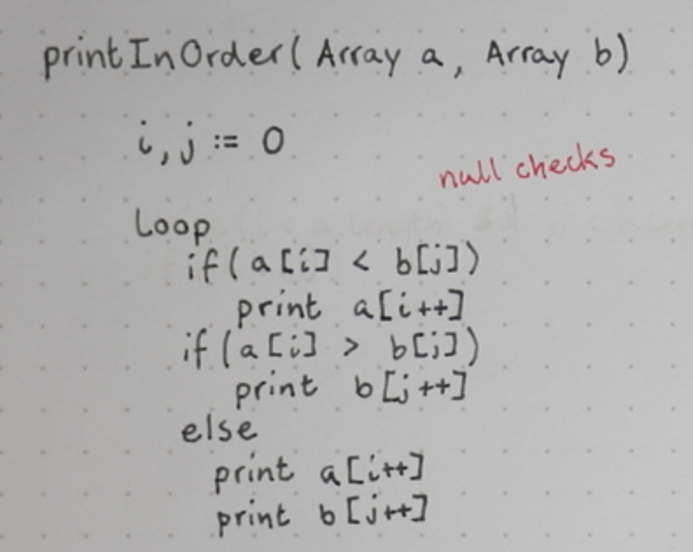 printInOrder( Array a, Array b)
i, j := 0
null checks
Loop
if( a[i] < b[j])
print a[i++]
if(a[i] > b[j])
print b[j++]
else
print a[i++]
print b[j++]